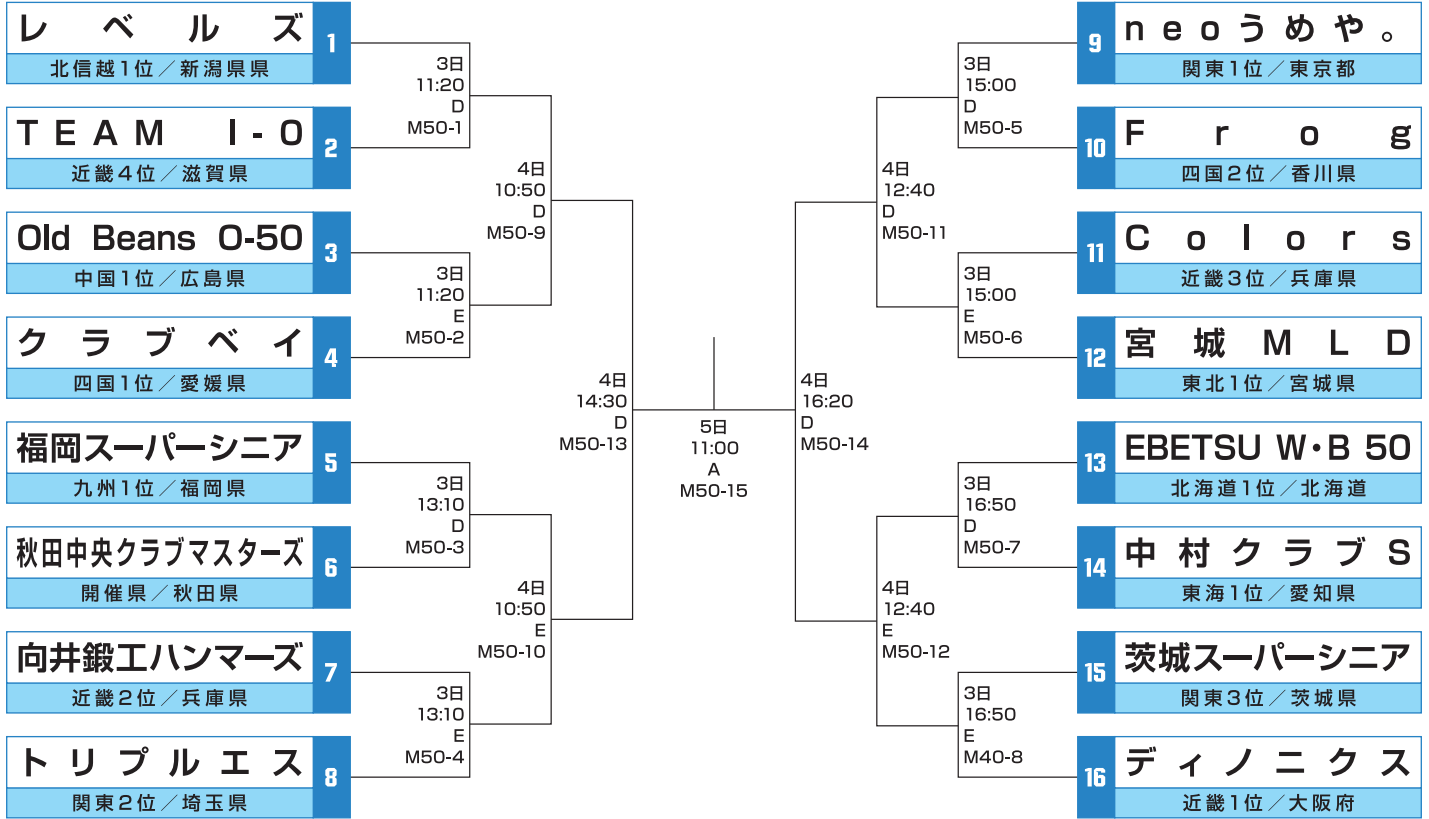 レベルズ
北信越1位／新潟県県
1
TEAM I-0
近畿4位／滋賀県
2
Old Beans O-50
中国1位／広島県
3
クラブベイ
四国1位／愛媛県
4
福岡スーパーシニア
九州1位／福岡県
5
秋田中央クラブマスターズ
開催県／秋田県
6
向井鍛工ハンマーズ
近畿2位／兵庫県
7
トリプルエス
関東2位／埼玉県
8
3日
11:20
D
M50-1
3日
11:20
E
M50-2
3日
13:10
D
M50-3
3日
13:10
E
M50-4
4日
10:50
D
M50-9
4日
10:50
E
M50-10
4日
14:30
D
M50-13
5日
11:00
A
M50-15
4日
16:20
D
M50-14
4日
12:40
D
M50-11
4日
12:40
E
M50-12
3日
15:00
D
M50-5
3日
15:00
E
M50-6
3日
16:50
D
M50-7
3日
16:50
E
M40-8
9
neoうめや。
関東1位／東京都
10
Frog
四国2位／香川県
11
Colors
近畿3位／兵庫県
12
宮城MLD
東北1位／宮城県
13
EBETSU W･B 50
北海道1位／北海道
14
中村クラブS
東海1位／愛知県
15
茨城スーパーシニア
関東3位／茨城県
16
ディノニクス
近畿1位／大阪府